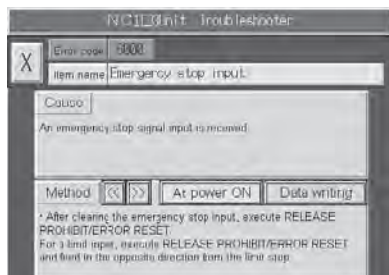 NC Unit Troubleshooter
X
Error code 6000
Item name Emergency stop input
Cause
An emergency stop signal input is received
Method << >> At power ON Data writing
・After clearing the emergency stop input, execute RELEASE
PROHIBIT/ERROR RESET
For a limit input, execute RELEASE PROHIBIT/ERROR RESET
and feed in the opposite direction from the limit stop.